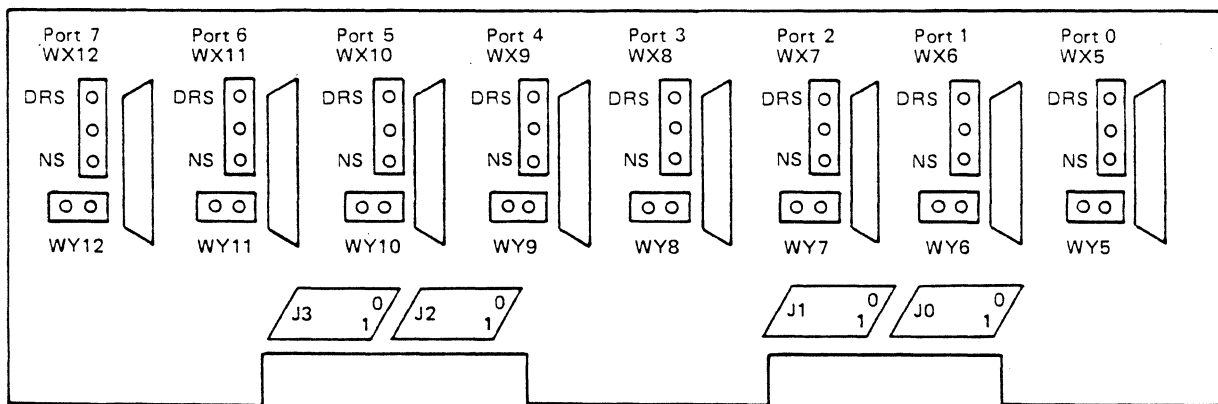 Port 7 Port 6 Port 5 Port 4 Port 3 Port 2 Port 1 Port 0
WX12 WX11 WX10 WX9 WX8 WX7 WX6 WX5
DRS DRS DRS DRS DRS DRS DRS DRS
NS NS NS NS NS NS NS NS
WY12 WY11 WY10 WY9 WY8 WY7 WY6 WY5
J3 0 1 J2 0 1 J1 0 1 J0 0 1